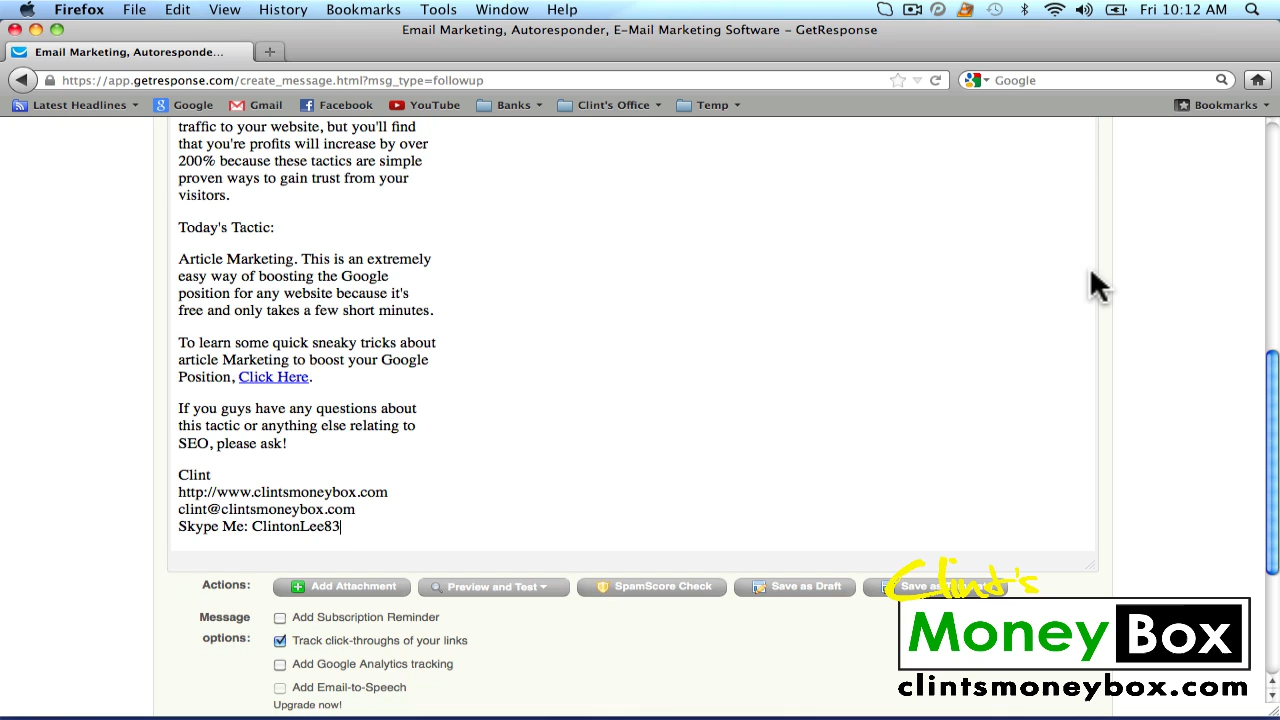 Firefox File Edit View History Bookmarks Tools Window Help Fri 10:12 AM
Email Marketing, Autoresponder, E-Mail Marketing Software – GetResponse
Email Marketing, Autoresponde...
https://app.getresponse.com/create_message.html?msg_type=followup Google
Latest Headlines Google Gmail Facebook YouTube Banks Clint's Office Temp Bookmarks
traffic to your website, but you'll find
that you're profits will increase by over
200% because these tactics are simple
proven ways to gain trust from your
visitors.
Today's Tactic:
Article Marketing. This is an extremely
easy way of boosting the Google
position for any website because it's
free and only takes a few short minutes.
To learn some quick sneaky tricks about
article Marketing to boost your Google
Position, Click Here.
If you guys have any questions about
this tactic or anything else relating to
SEO, please ask!
Clint
http://www.clintsmoneybox.com
clint@clintsmoneybox.com
Skype Me: ClintonLee83
Actions: Add Attachment Preview and Test SpamScore Check Save as Draft Save as
Clint's
Money Box
clintsmoneybox.com
Message options:
Add Subscription Reminder
Track click-throughs of your links
Add Google Analytics tracking
Add Email-to-Speech
Upgrade now!